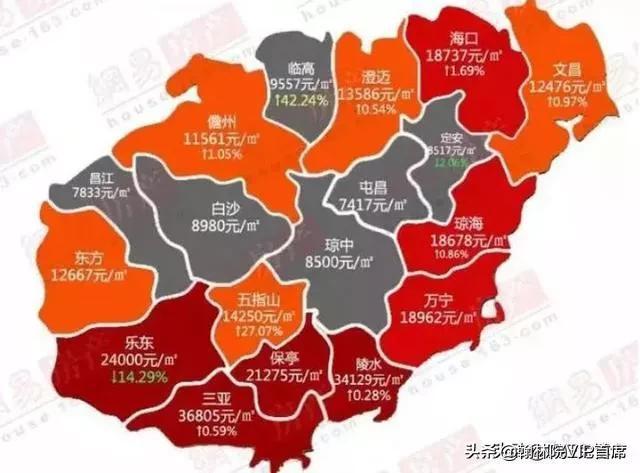 海口
18737元/㎡
↑1.69%
文昌
12476元/㎡
↑0.97%
临高
9557元/㎡
↑42.24%
澄迈
13586元/㎡
↑0.54%
儋州
11561元/㎡
↑1.05%
定安
8517元/㎡
12.06%
昌江
7833元/㎡
白沙
8980元/㎡
屯昌
7417元/㎡
琼海
18678元/㎡
↑0.86%
东方
12667元/㎡
琼中
8500元/㎡
五指山
14250元/㎡
↑27.07%
万宁
18962元/㎡
乐东
24000元/㎡
↓14.29%
保亭
21275元/㎡
陵水
34129元/㎡
↑0.28%
三亚
36805元/㎡
↑0.59%
網易房产
house·163·com